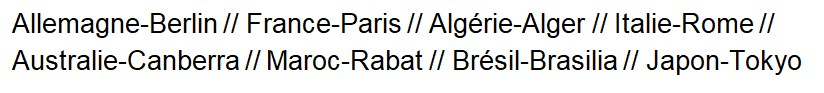 Allemagne-Berlin // France-Paris // Algérie-Alger // Italie-Rome //
Australie-Canberra // Maroc-Rabat // Brésil-Brasilia // Japon-Tokyo